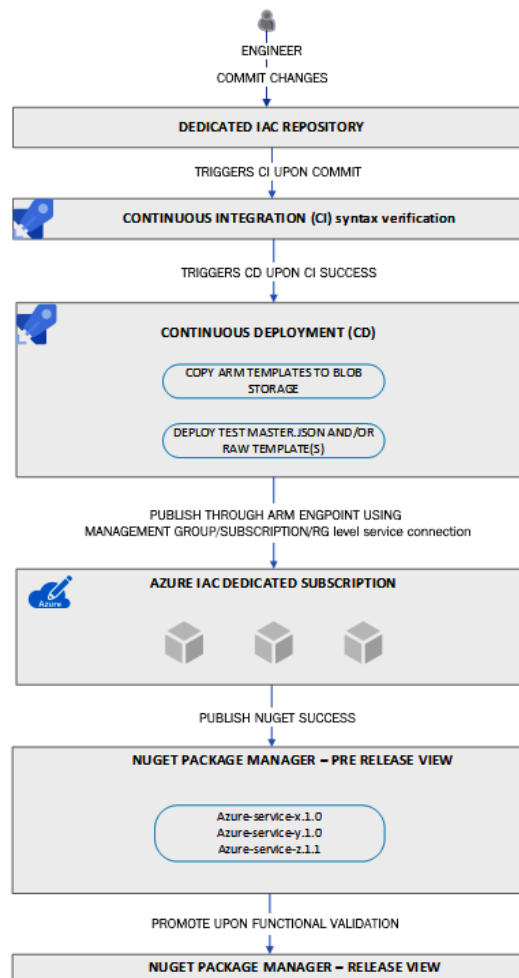 ENGINEER
COMMIT CHANGES
DEDICATED IAC REPOSITORY
TRIGGERS CI UPON COMMIT
CONTINUOUS INTEGRATION (CI) syntax verification
TRIGGERS CD UPON CI SUCCESS
CONTINUOUS DEPLOYMENT (CD)
COPY ARM TEMPLATES TO BLOB
STORAGE
DEPLOY TEST MASTER.JSON AND/OR
RAW TEMPLATE(S)
PUBLISH THROUGH ARM ENGPOINT USING
MANAGEMENT GROUP/SUBSCRIPTION/RG level service connection
AZURE IAC DEDICATED SUBSCRIPTION
Azure
PUBLISH NUGET SUCCESS
NUGET PACKAGE MANAGER – PRE RELEASE VIEW
Azure-service-x.1.0
Azure-service-y.1.0
Azure-service-z.1.1
PROMOTE UPON FUNCTIONAL VALIDATION
NUGET PACKAGE MANAGER – RELEASE VIEW